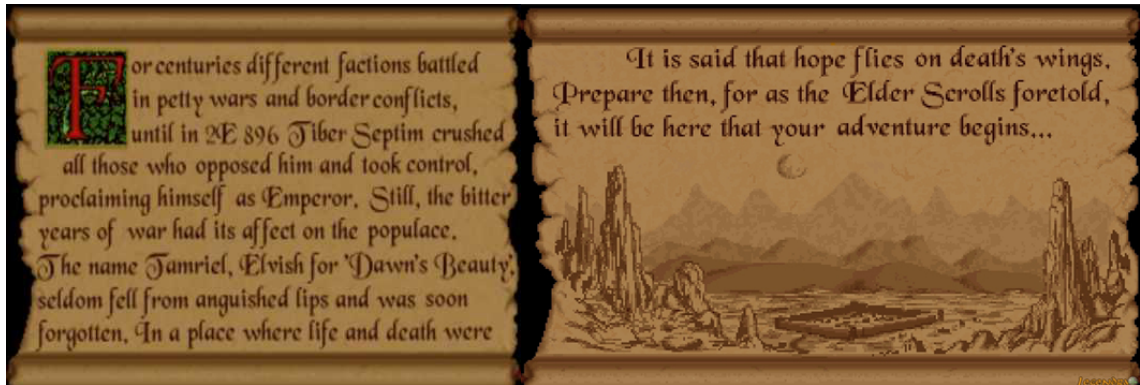 For centuries different factions battled
in petty wars and border conflicts,
until in 2E 896 Tiber Septim crushed
all those who opposed him and took control,
proclaiming himself as Emperor. Still, the bitter
years of war had its affect on the populace.
The name Tamriel, Elvish for 'Dawn's Beauty',
seldom fell from anguished lips and was soon
forgotten. In a place where life and death were
It is said that hope flies on death's wings.
Prepare then, for as the Elder Scrolls foretold,
it will be here that your adventure begins...